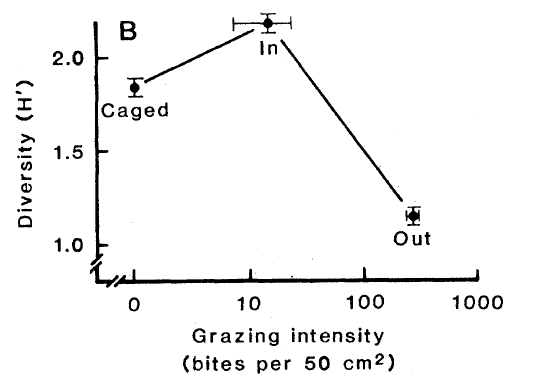 B
2.0
1.5
1.0
Diversity (H')
In
Caged
Out
0 10 100 1000
Grazing intensity
(bites per 50 cm²)